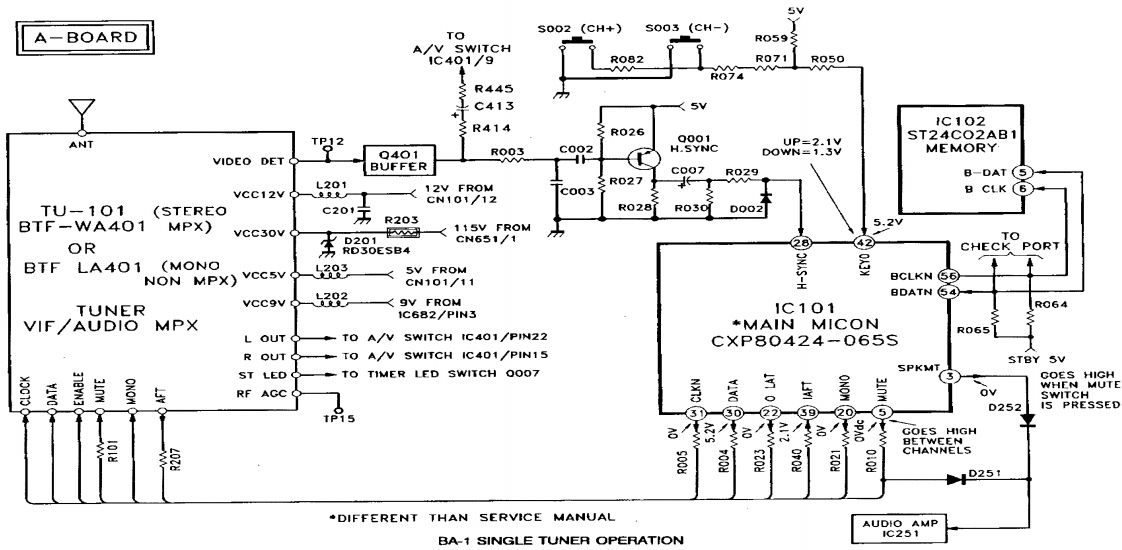 A-BOARD
ANT
TO
A/V SWITCH
IC401/9
R445
C413
+
R414
TP12
VIDEO DET
Q401
BUFFER
R003
C002
C003
S002 (CH+)
S003 (CH-)
R082
R074
R071
5V
R059
R050
5V
R026
Q001
H.SYNC
R027
R028
C007
+
R030
R029
D002
UP=2.1V
DOWN=1.3V
5.2V
IC102
ST24C02AB1
MEMORY
B-DAT 5
B CLK 6
TU-101 (STEREO
BTF-WA401 MPX)
OR
BTF LA401 (MONO
NON MPX)
TUNER
VIF/AUDIO MPX
VCC12V
L201
C201
12V FROM
CN101/12
VCC30V
R203
D201
RD30ESB4
115V FROM
CN651/1
VCC5V
L203
5V FROM
CN101/11
VCC9V
L202
9V FROM
IC682/PIN3
L OUT
TO A/V SWITCH IC401/PIN22
R OUT
TO A/V SWITCH IC401/PIN15
ST LED
TO TIMER LED SWITCH Q007
RF AGC
TP15
CLOCK
DATA
ENABLE
MUTE
MONO
AFT
R101
R207
28
H-SYNC
42
KEYO
TO
CHECK PORT
BCLKN 56
BDATN 54
IC101
*MAIN MICON
CXP80424-065S
R065
R064
STBY 5V
SPKMT 3
0V
GOES HIGH
WHEN MUTE
SWITCH
IS PRESSED
D252
CLKN
DATA
O LAT
IAFT
MONO
MUTE
31
30
22
39
20
5
0V
5.2V
0V
2.1V
0V
0Vdc
R005
R004
R023
R040
R021
R010
GOES HIGH
BETWEEN
CHANNELS
D251
AUDIO AMP
IC251
*DIFFERENT THAN SERVICE MANUAL
BA-1 SINGLE TUNER OPERATION